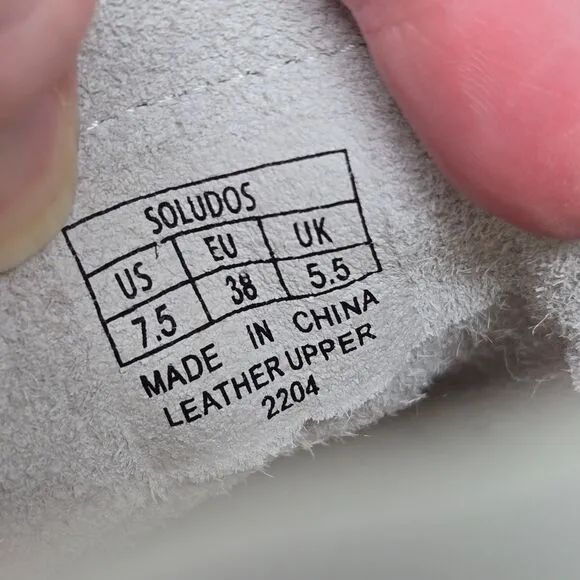 SOLUDOS
US EU UK
7.5 38 5.5
MADE IN CHINA
LEATHER UPPER
2204